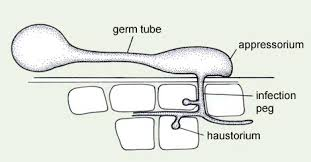 germ tube
appressorium
infection
peg
haustorium